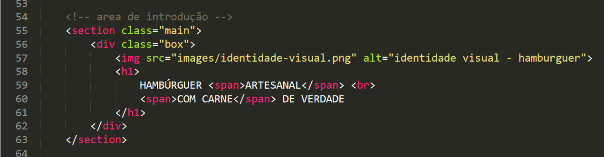 53
54 <!-- area de introdução -->
55 <section class="main">
56 <div class="box">
57 <img src="images/identidade-visual.png" alt="identidade visual - hamburguer">
58 <h1>
59 HAMBÚRGUER <span>ARTESANAL</span> <br>
60 <span>COM CARNE</span> DE VERDADE
61 </h1>
62 </div>
63 </section>
64